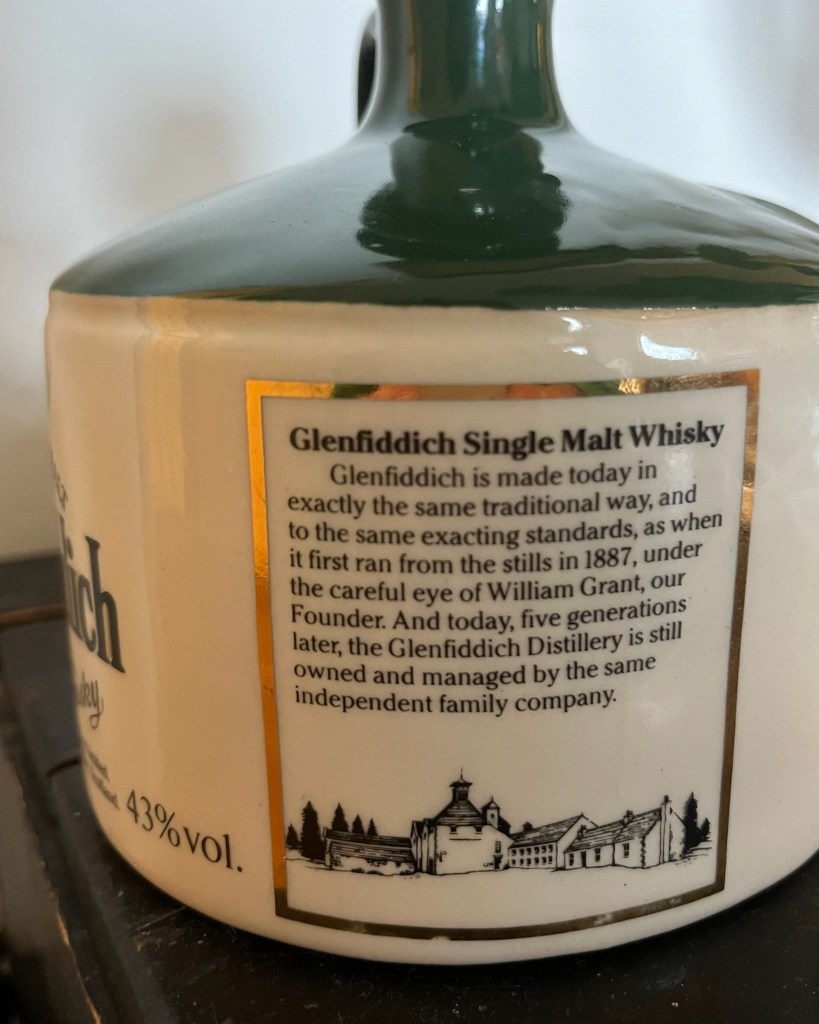 43% vol.
Glenfiddich Single Malt Whisky
Glenfiddich is made today in
exactly the same traditional way, and
to the same exacting standards, as when
it first ran from the stills in 1887, under
the careful eye of William Grant, our
Founder. And today, five generations
later, the Glenfiddich Distillery is still
owned and managed by the same
independent family company.